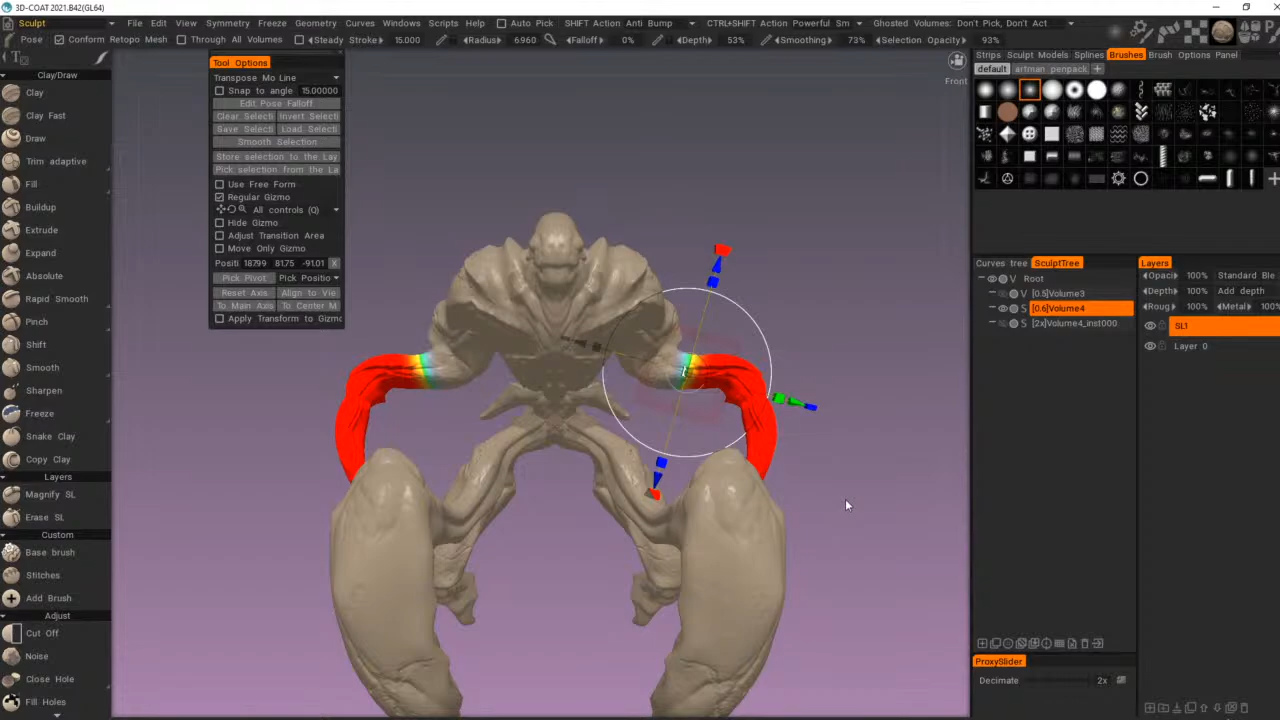 3D-COAT 2021.B42(GL64)
Sculpt File Edit View Symmetry Freeze Geometry Curves Windows Scripts Help Auto Pick SHIFT Action Anti Bump CTRL+SHIFT Action Powerful Sm Ghosted Volumes: Don't Pick, Don't Act
Pose Conform Retopo Mesh Through All Volumes Steady Stroke 15.000 Radius 6.960 Falloff 0% Depth 53% Smoothing 73% Selection Opacity 93%
Clay/Draw
Clay
Clay Fast
Draw
Trim adaptive
Fill
Buildup
Extrude
Expand
Absolute
Rapid Smooth
Pinch
Shift
Smooth
Sharpen
Freeze
Snake Clay
Copy Clay
Layers
Magnify SL
Erase SL
Custom
Base brush
Stitches
Add Brush
Adjust
Cut Off
Noise
Close Hole
Fill Holes
Tool Options
Transpose Mo Line
Snap to angle 15.00000
Edit Pose Falloff
Clear Selecti Invert Selecti
Save Selecti Load Selecti
Smooth Selection
Store selection to the Lay
Pick selection from the La
Use Free Form
Regular Gizmo
All controls (Q)
Hide Gizmo
Adjust Transition Area
Move Only Gizmo
Positi 18799 8175 -91.01 X
Pick Pivot Pick Positio
Reset Axis Align to Vie
To Main Axis To Center M
Apply Transform to Gizmo
Front
Strips Sculpt Models Splines Brushes Brush Options Panel
default artman penpack +
Curves tree SculptTree
V Root
V [0.5]Volume3
S [0.6]Volume4
S [2x]Volume4_inst000
ProxySlider
Decimate 2x
Layers
Opaci 100% Standard Ble
Depth 100% Add depth
Roug 100% Metal 100%
SL1
Layer 0